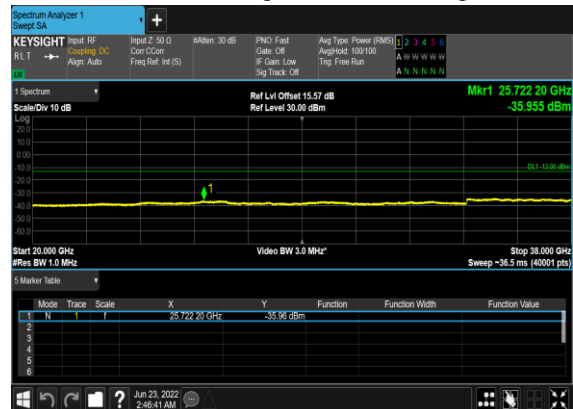 Spectrum Analyzer 1
Swept SA
KEYSIGHT Input: RF Input Z: 50 Ω #Atten: 30 dB PNO: Fast Avg Type: Power (RMS) 1 2 3 4 5 6
RLT Coupling: DC Corr CCorr Gate: Off Avg|Hold: 100/100 A W W W W W
Align: Auto Freq Ref: Int (S) IF Gain: Low Trig: Free Run
LW Sig Track: Off A N N N N N
1 Spectrum Ref Lvl Offset 15.57 dB Mkr1 25.722 20 GHz
Scale/Div 10 dB Ref Level 30.00 dBm -35.955 dBm
Log
20.0
10.0
0.00
-10.0 DL1 -13.00 dBm
-20.0
-30.0 1
-40.0
-50.0
-60.0
Start 20.000 GHz Video BW 3.0 MHz* Stop 38.000 GHz
#Res BW 1.0 MHz Sweep ~36.5 ms (40001 pts)
5 Marker Table
Mode Trace Scale X Y Function Function Width Function Value
1 N 1 f 25.722 20 GHz -35.96 dBm
2
3
4
5
6
? Jun 23, 2022
2:46:41 AM